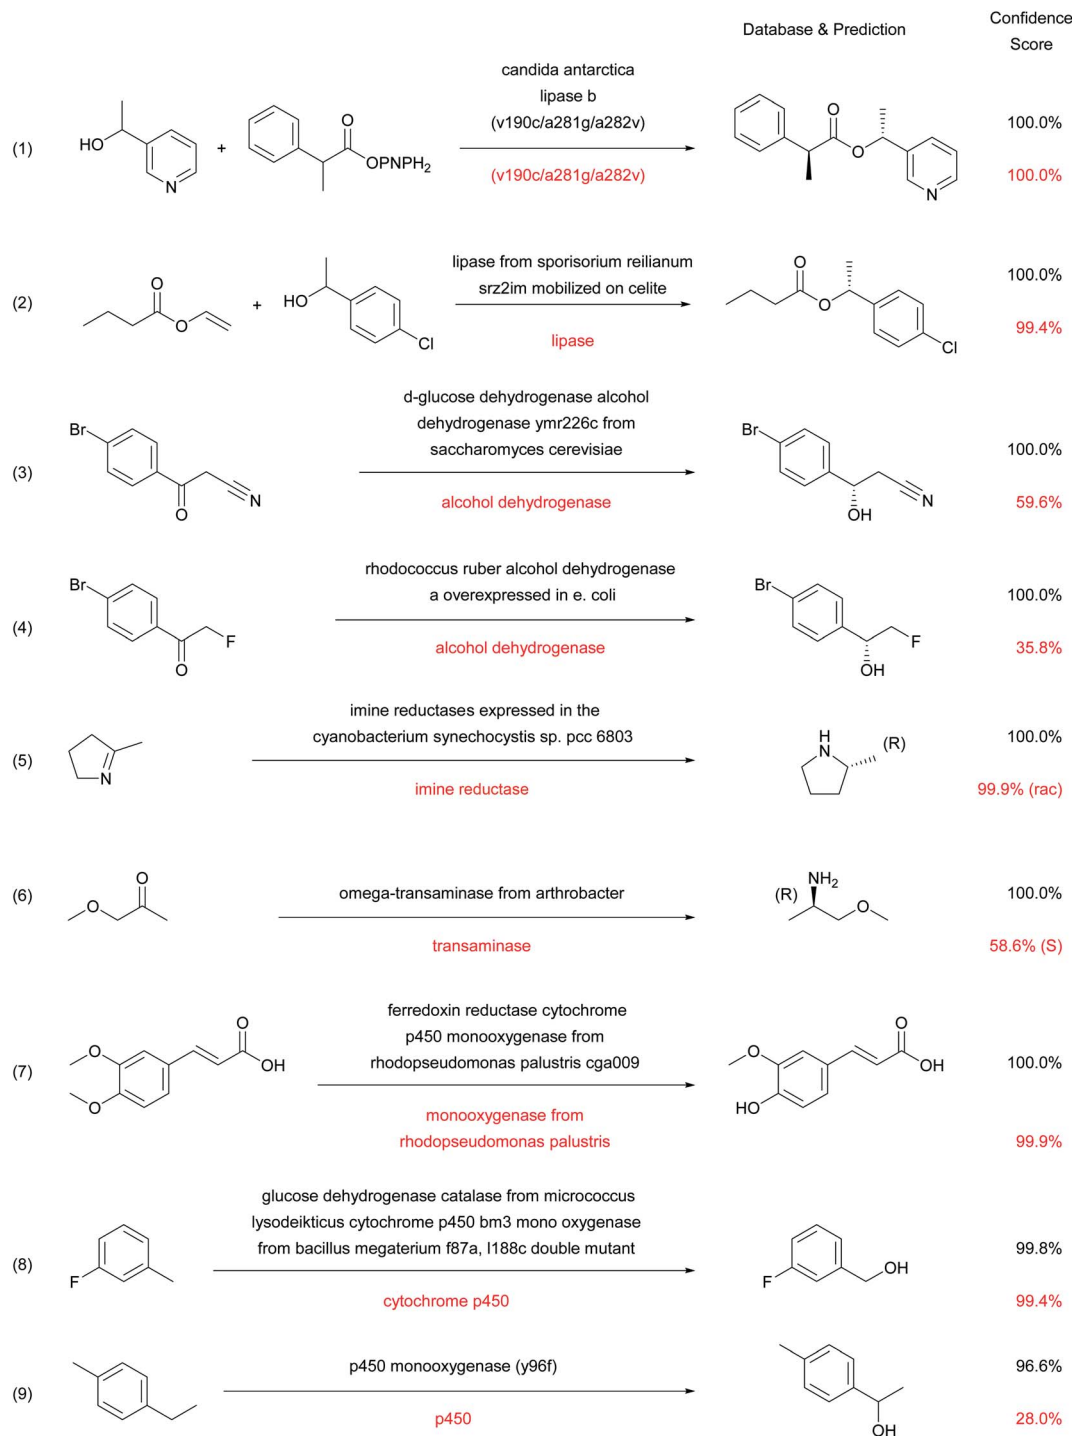 Database & Prediction
Confidence
Score
candida antarctica
lipase b
(v190c/a281g/a282v)
(1)
HO
N
+
O
OPNPH2
(v190c/a281g/a282v)
O
O
N
100.0%
100.0%
(2)
O
O
+
HO
Cl
lipase from sporisorium reilianum
srz2im mobilized on celite
lipase
O
O
Cl
100.0%
99.4%
(3)
Br
O
N
d-glucose dehydrogenase alcohol
dehydrogenase ymr226c from
saccharomyces cerevisiae
alcohol dehydrogenase
Br
OH
N
100.0%
59.6%
(4)
Br
O
F
rhodococcus ruber alcohol dehydrogenase
a overexpressed in e. coli
alcohol dehydrogenase
Br
OH
F
100.0%
35.8%
(5)
N
imine reductases expressed in the
cyanobacterium synechocystis sp. pcc 6803
imine reductase
H
N
(R)
100.0%
99.9% (rac)
(6)
O
O
omega-transaminase from arthrobacter
transaminase
NH2
(R)
O
100.0%
58.6% (S)
(7)
O
O
O
OH
ferredoxin reductase cytochrome
p450 monooxygenase from
rhodopseudomonas palustris cga009
monooxygenase from
rhodopseudomonas palustris
O
HO
O
OH
100.0%
99.9%
(8)
F
glucose dehydrogenase catalase from micrococcus
lysodeikticus cytochrome p450 bm3 mono oxygenase
from bacillus megaterium f87a, l188c double mutant
cytochrome p450
F
OH
99.8%
99.4%
(9)
p450 monooxygenase (y96f)
p450
OH
96.6%
28.0%